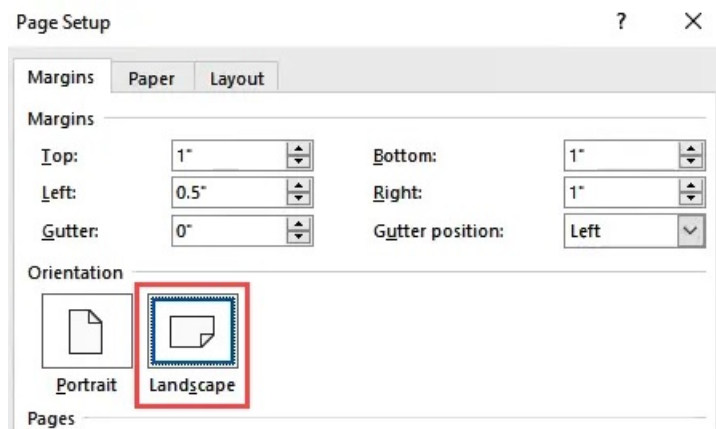 Page Setup ? ×
Margins Paper Layout
Margins
Top: 1" Bottom: 1"
Left: 0.5" Right: 1"
Gutter: 0" Gutter position: Left
Orientation
Portrait Landscape
Pages